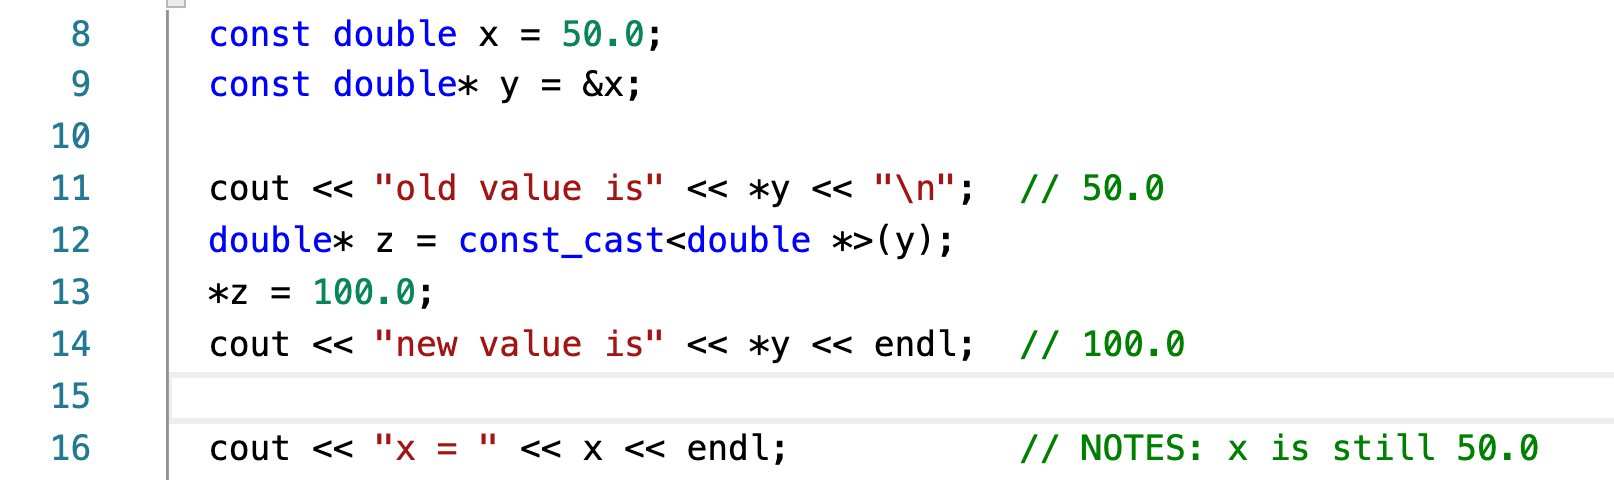 8 const double x = 50.0;
9 const double* y = &x;
10
11 cout << "old value is" << *y << "\n"; // 50.0
12 double* z = const_cast<double *>(y);
13 *z = 100.0;
14 cout << "new value is" << *y << endl; // 100.0
15
16 cout << "x = " << x << endl; // NOTES: x is still 50.0